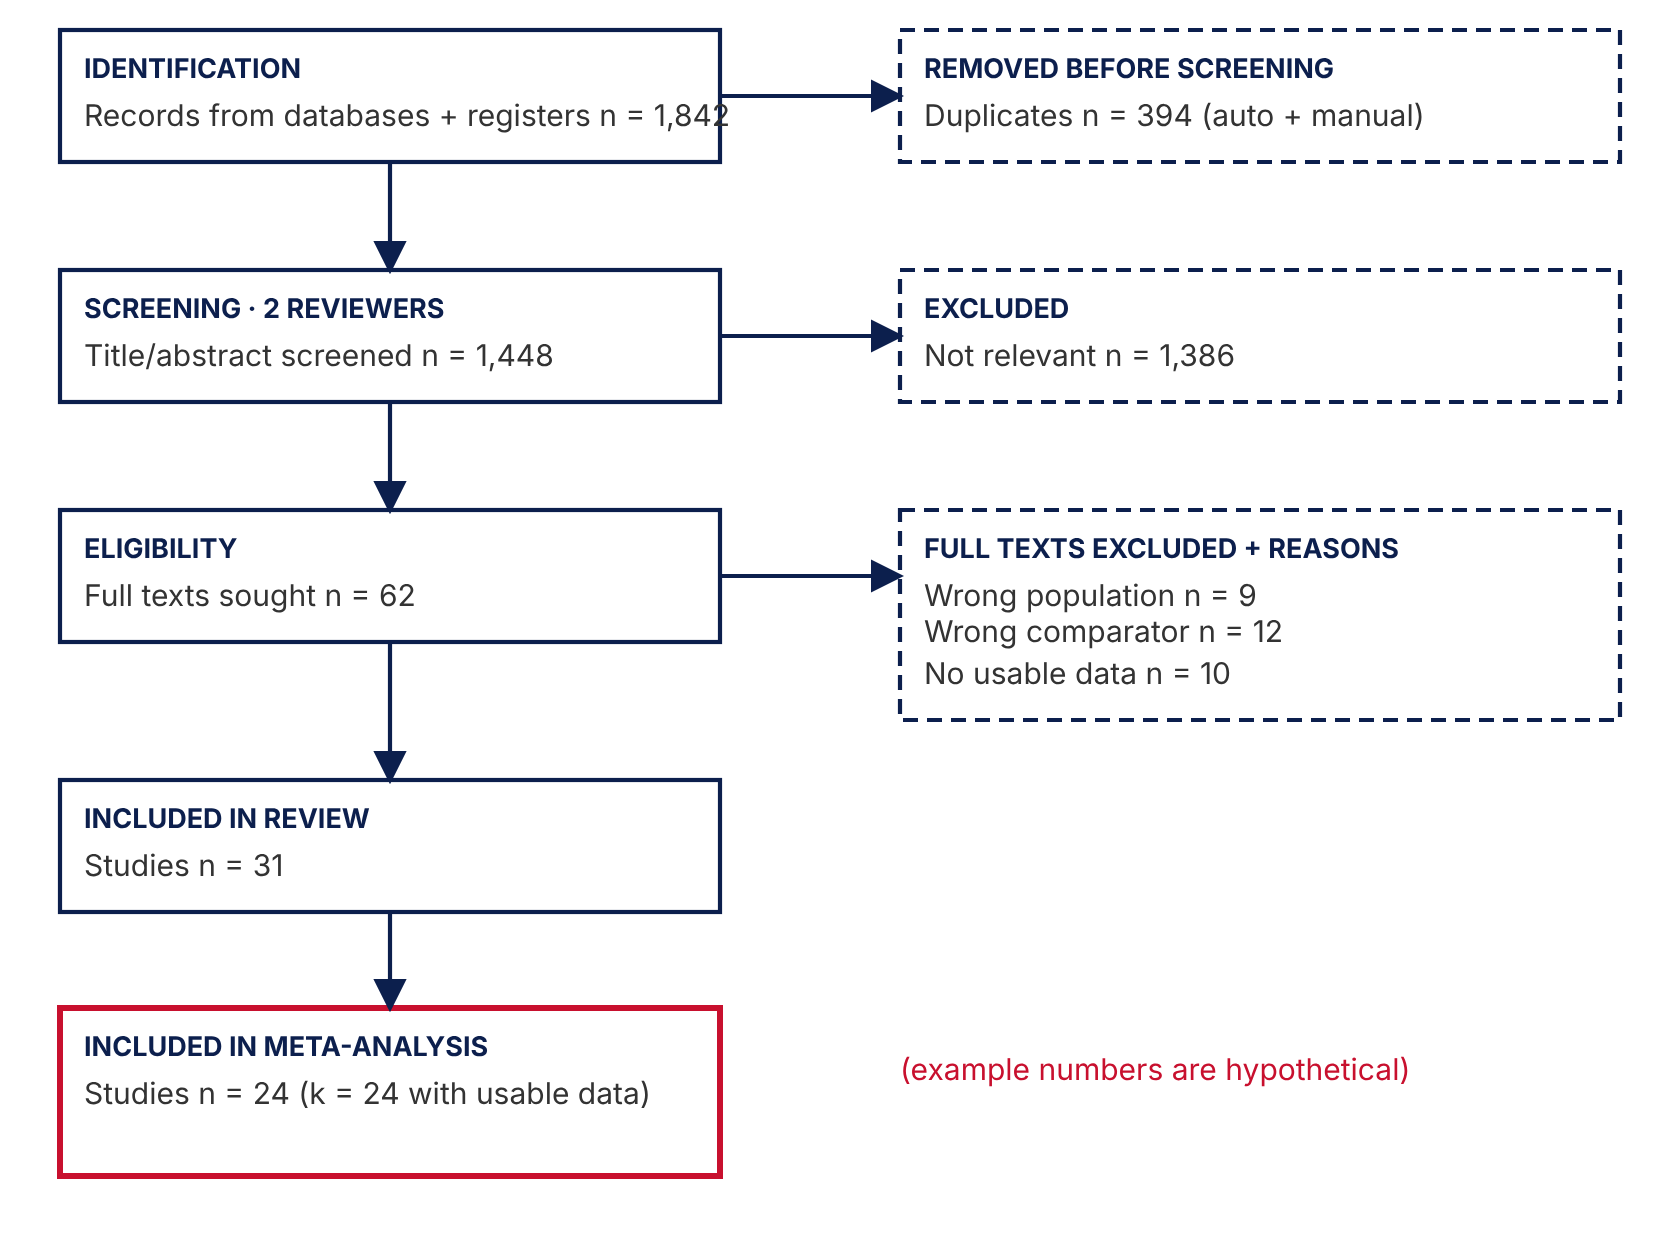 IDENTIFICATION
Records from databases + registers n = 1,842
REMOVED BEFORE SCREENING
Duplicates n = 394 (auto + manual)
SCREENING · 2 REVIEWERS
Title/abstract screened n = 1,448
EXCLUDED
Not relevant n = 1,386
ELIGIBILITY
Full texts sought n = 62
FULL TEXTS EXCLUDED + REASONS
Wrong population n = 9
Wrong comparator n = 12
No usable data n = 10
INCLUDED IN REVIEW
Studies n = 31
INCLUDED IN META-ANALYSIS
Studies n = 24 (k = 24 with usable data)
(example numbers are hypothetical)